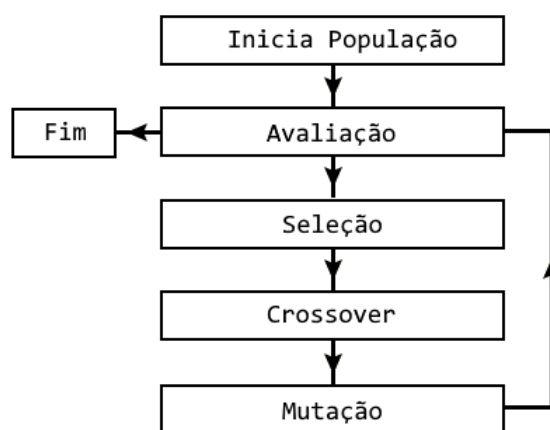 Inicia População
Fim
Avaliação
Seleção
Crossover
Mutação